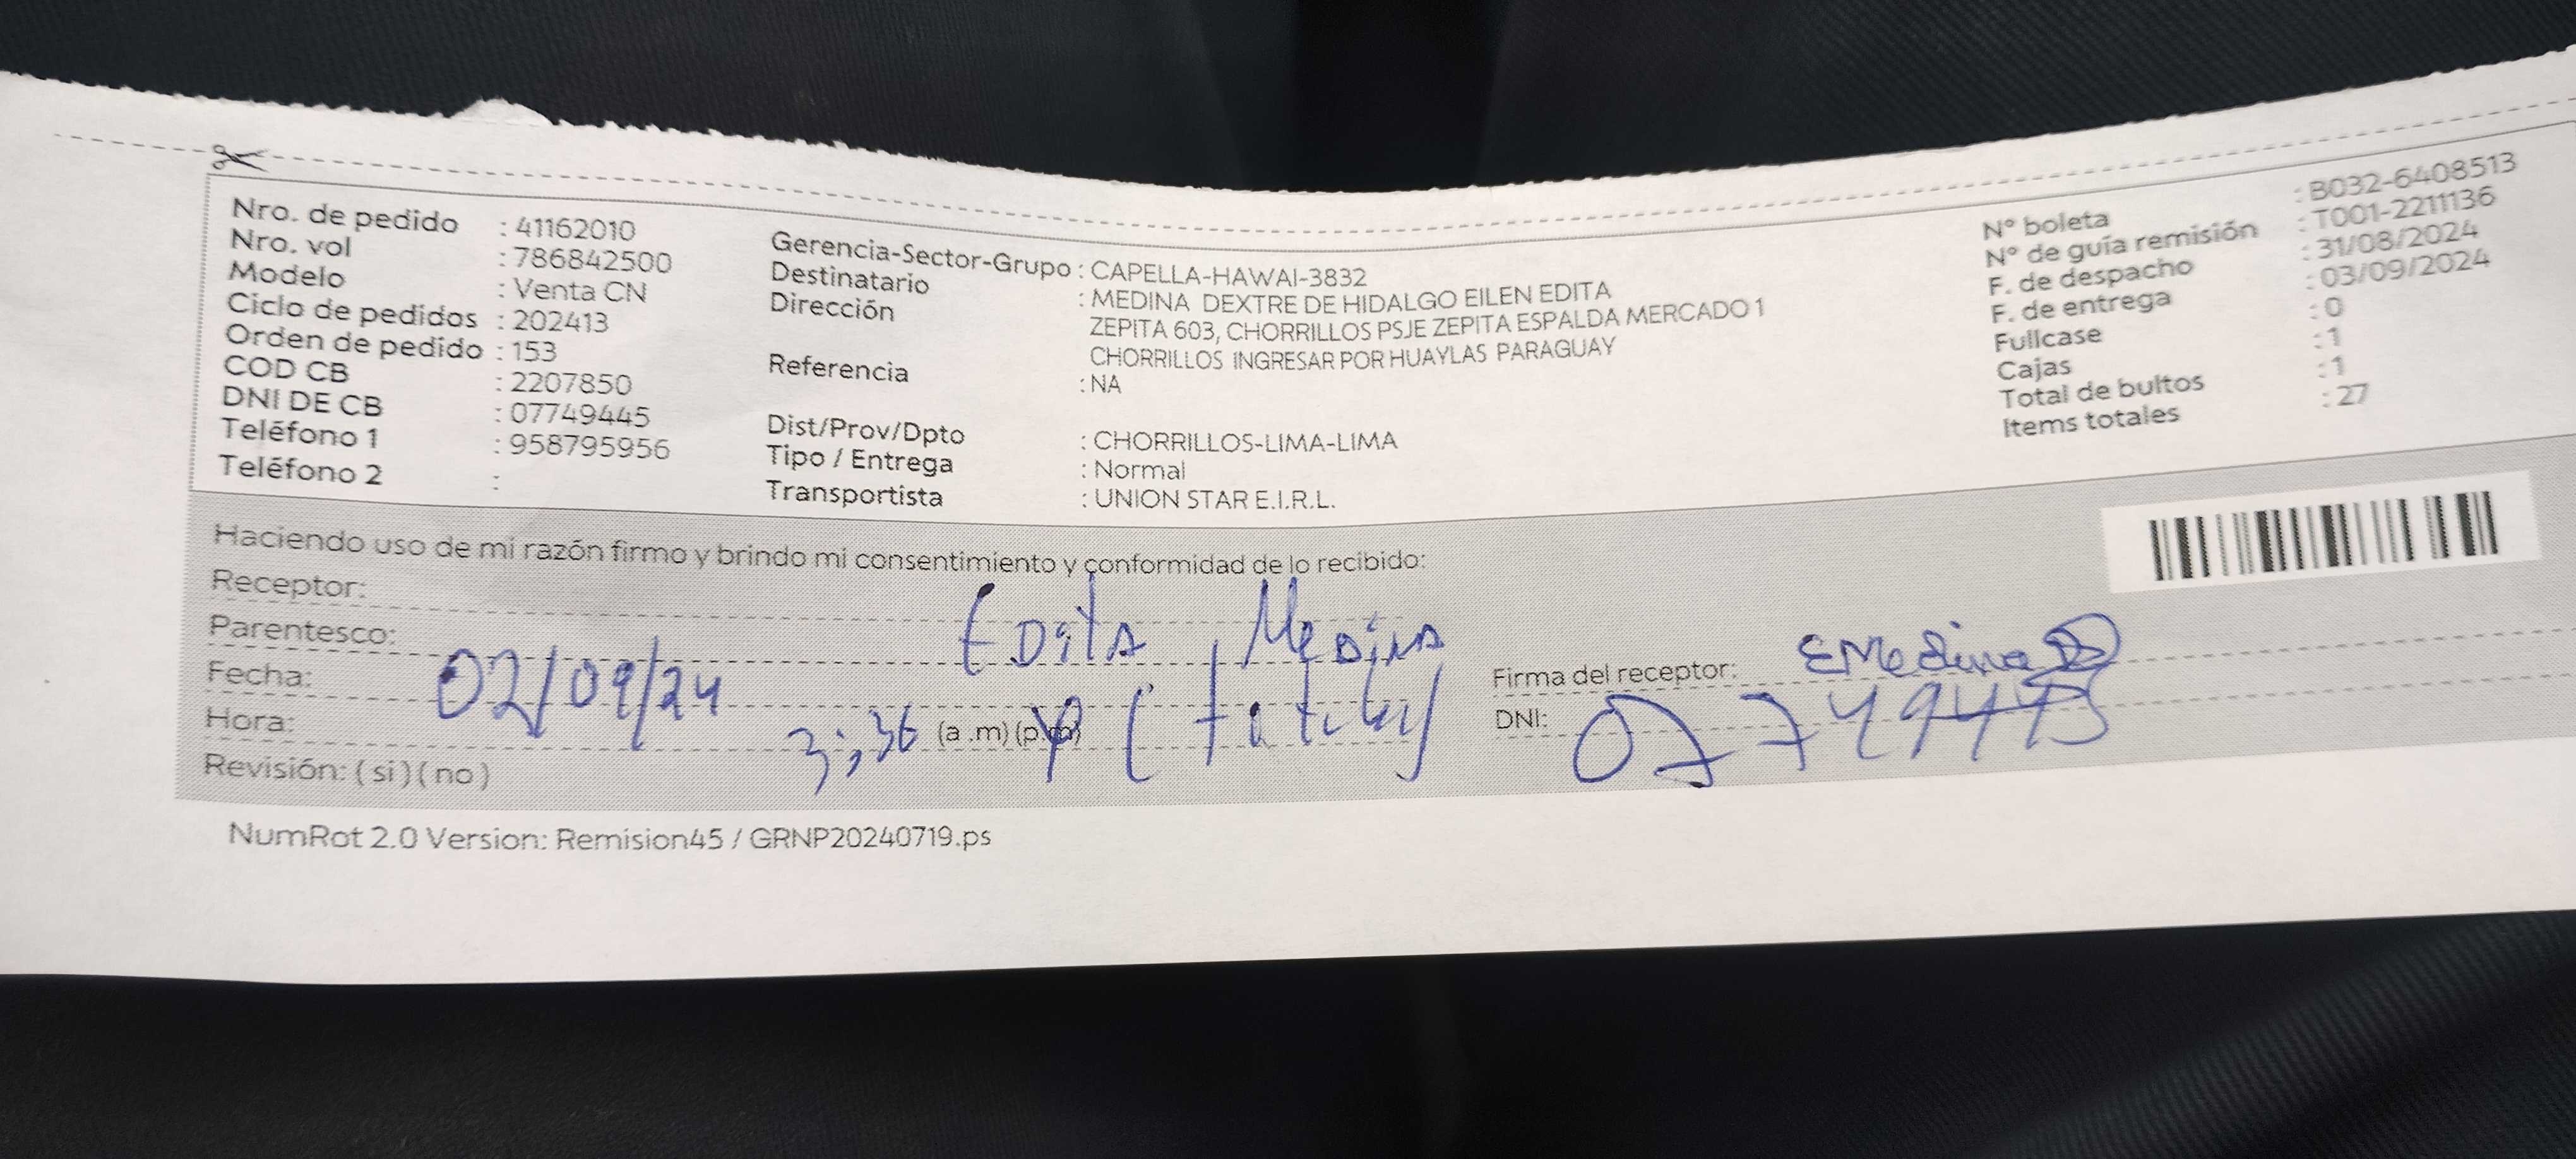 Nro. de pedido : 41162010
Nro. vol : 786842500
Modelo : Venta CN
Ciclo de pedidos : 202413
Orden de pedido : 153
COD CB : 2207850
DNI DE CB : 07749445
Teléfono 1 : 958795956
Teléfono 2 :
Gerencia-Sector-Grupo : CAPELLA-HAWAI-3832
Destinatario : MEDINA DEXTRE DE HIDALGO EILEN EDITA
Dirección ZEPITA 603, CHORRILLOS PSJE ZEPITA ESPALDA MERCADO 1
CHORRILLOS INGRESAR POR HUAYLAS PARAGUAY
Referencia : NA
Dist/Prov/Dpto : CHORRILLOS-LIMA-LIMA
Tipo / Entrega : Normal
Transportista : UNION STAR E.I.R.L.
N° boleta : B032-6408513
N° de guía remisión : T001-2211136
F. de despacho : 31/08/2024
F. de entrega : 03/09/2024
Fullcase : 0
Cajas : 1
Total de bultos : 1
Items totales : 27
Haciendo uso de mi razón firmo y brindo mi consentimiento y conformidad de lo recibido:
Receptor:
Parentesco: Edita Medina
Fecha: 02/09/24
Hora: 3:36 (a .m) (p.m) (titular)
Revisión: ( si ) ( no )
Firma del receptor: EMedina D
DNI: 07749445
NumRot 2.0 Version: Remision45 / GRNP20240719.ps